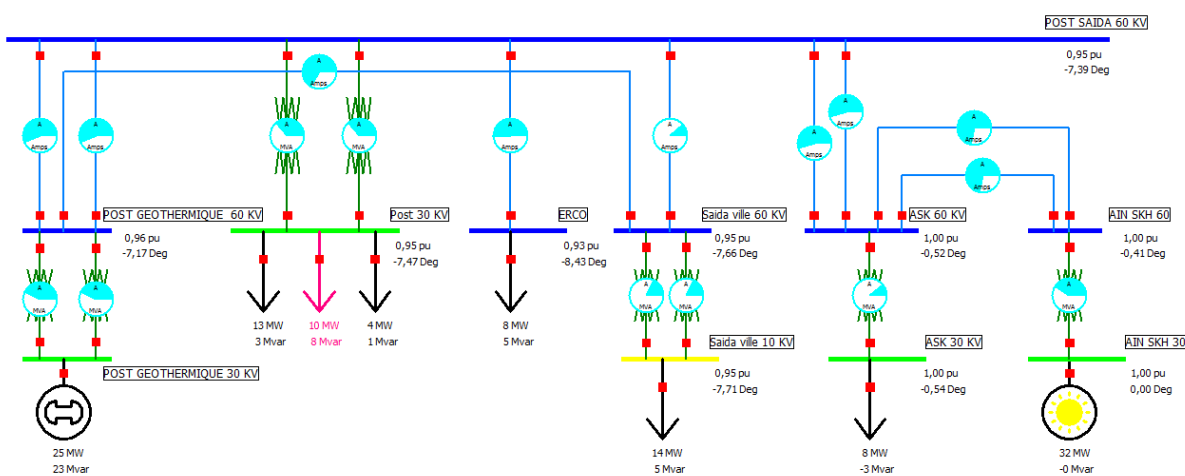 POST SAIDA 60 KV
0,95 pu
-7,39 Deg
A
Amps
A
Amps
A
Amps
A
MVA
A
MVA
A
Amps
A
Amps
A
Amps
A
Amps
A
Amps
A
Amps
POST GEOTHERMIQUE 60 KV
0,96 pu
-7,17 Deg
Post 30 KV
0,95 pu
-7,47 Deg
ERCO
0,93 pu
-8,43 Deg
Saida ville 60 KV
0,95 pu
-7,66 Deg
ASK 60 KV
1,00 pu
-0,52 Deg
AIN SKH 60
1,00 pu
-0,41 Deg
A
MVA
A
MVA
A
MVA
A
MVA
A
MVA
A
MVA
13 MW
3 Mvar
10 MW
8 Mvar
4 MW
1 Mvar
8 MW
5 Mvar
POST GEOTHERMIQUE 30 KV
Saida ville 10 KV
0,95 pu
-7,71 Deg
ASK 30 KV
1,00 pu
-0,54 Deg
AIN SKH 30
1,00 pu
0,00 Deg
25 MW
23 Mvar
14 MW
5 Mvar
8 MW
-3 Mvar
32 MW
-0 Mvar